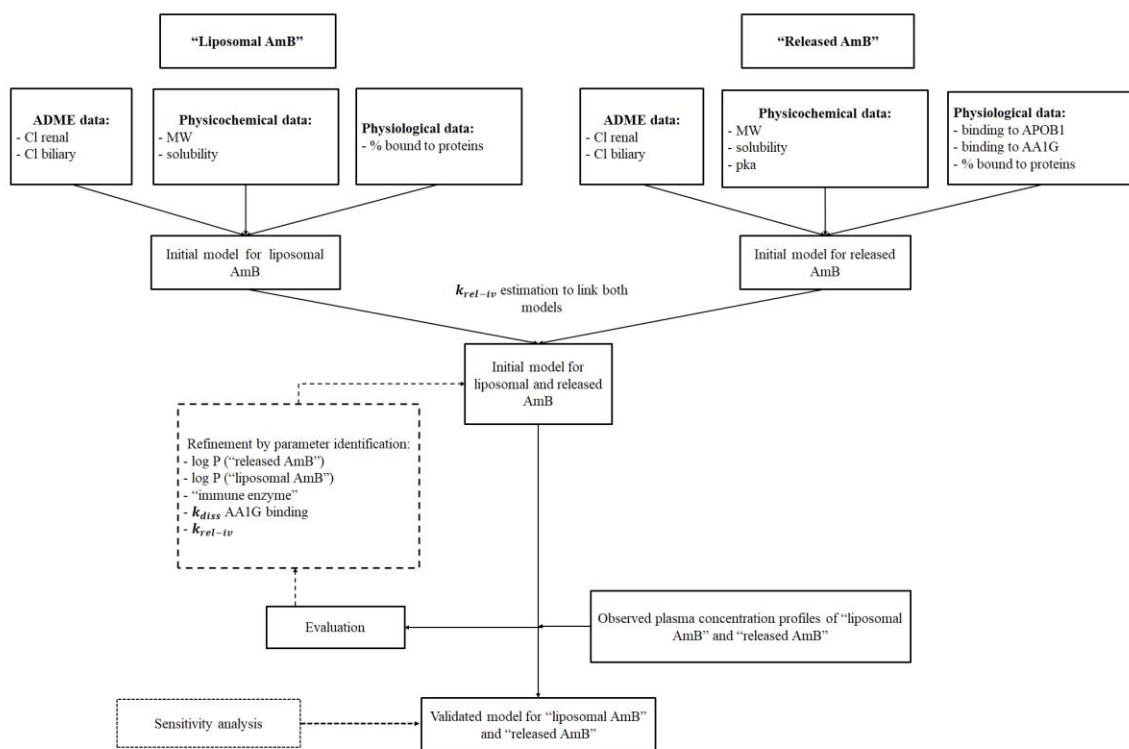 “Liposomal AmB”
“Released AmB”
ADME data:
- Cl renal
- Cl biliary
Physicochemical data:
- MW
- solubility
Physiological data:
- % bound to proteins
ADME data:
- Cl renal
- Cl biliary
Physicochemical data:
- MW
- solubility
- pka
Physiological data:
- binding to APOB1
- binding to AA1G
- % bound to proteins
Initial model for liposomal
AmB
Initial model for released
AmB
k_rel-iv estimation to link both
models
Initial model for
liposomal and released
AmB
Refinement by parameter identification:
- log P (“released AmB”)
- log P (“liposomal AmB”)
- “immune enzyme”
- k_diss AA1G binding
- k_rel-iv
Evaluation
Observed plasma concentration profiles of “liposomal
AmB” and “released AmB”
Sensitivity analysis
Validated model for “liposomal AmB”
and “released AmB”